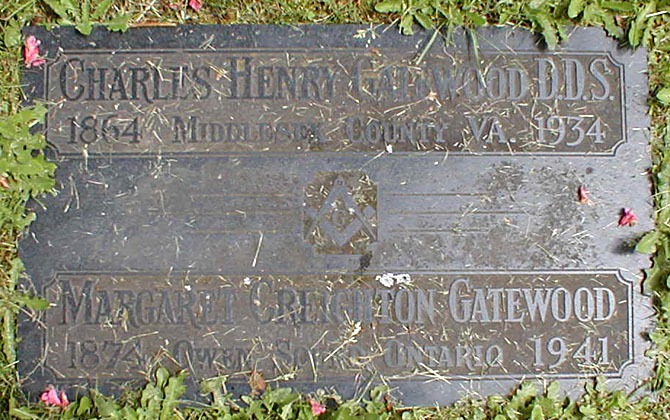 CHARLES HENRY GATEWOOD D.D.S.
1864 MIDDLESEX COUNTY VA. 1934
MARGARET CREIGHTON GATEWOOD
1874 OWEN SOUND ONTARIO 1941